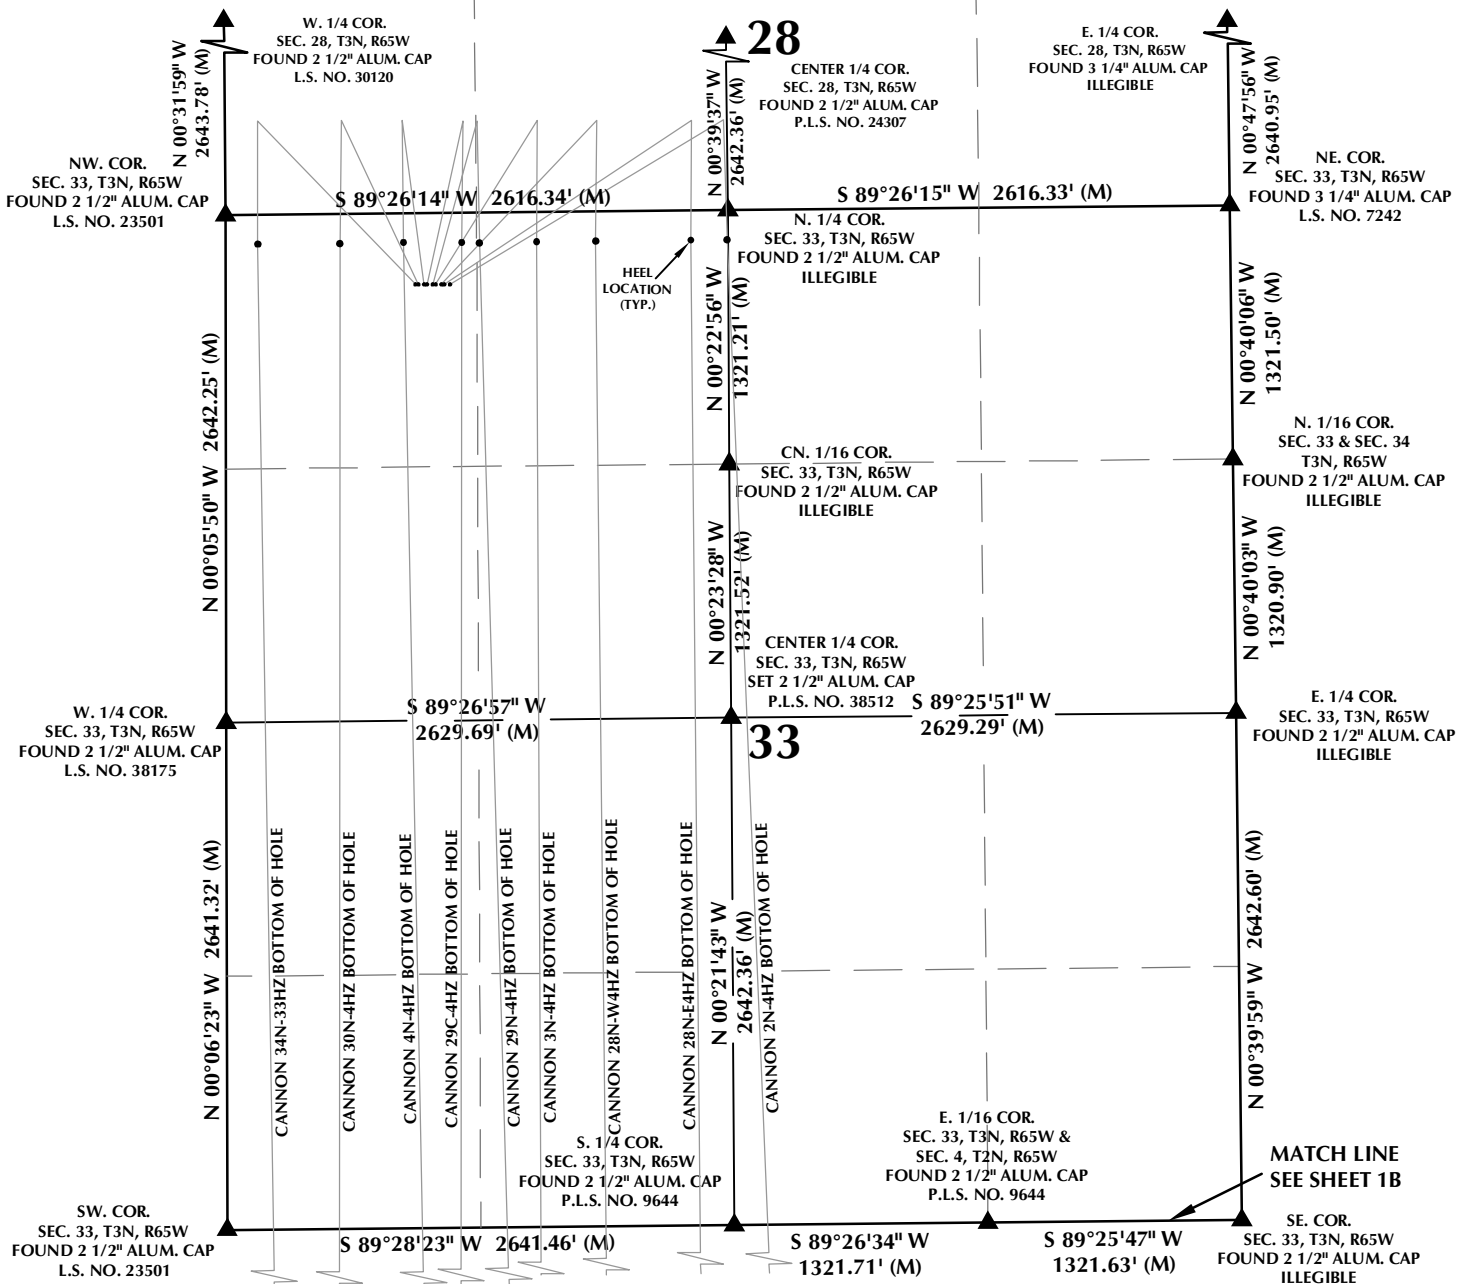 W. 1/4 COR.
SEC. 28, T3N, R65W
FOUND 2 1/2" ALUM. CAP
L.S. NO. 30120
28
CENTER 1/4 COR.
SEC. 28, T3N, R65W
FOUND 2 1/2" ALUM. CAP
P.L.S. NO. 24307
E. 1/4 COR.
SEC. 28, T3N, R65W
FOUND 3 1/4" ALUM. CAP
ILLEGIBLE
N 00°31'59" W
2643.78' (M)
N 00°39'37" W
2642.36' (M)
N 00°47'56" W
2640.95' (M)
NW. COR.
SEC. 33, T3N, R65W
FOUND 2 1/2" ALUM. CAP
L.S. NO. 23501
S 89°26'14" W 2616.34' (M)
S 89°26'15" W 2616.33' (M)
NE. COR.
SEC. 33, T3N, R65W
FOUND 3 1/4" ALUM. CAP
L.S. NO. 7242
N. 1/4 COR.
SEC. 33, T3N, R65W
FOUND 2 1/2" ALUM. CAP
ILLEGIBLE
HEEL
LOCATION
(TYP.)
N 00°05'50" W 2642.25' (M)
N 00°22'56" W
1321.21' (M)
N 00°40'06" W
1321.50' (M)
CN. 1/16 COR.
SEC. 33, T3N, R65W
FOUND 2 1/2" ALUM. CAP
ILLEGIBLE
N. 1/16 COR.
SEC. 33 & SEC. 34
T3N, R65W
FOUND 2 1/2" ALUM. CAP
ILLEGIBLE
N 00°23'28" W
1321.52' (M)
N 00°40'03" W
1320.90' (M)
CENTER 1/4 COR.
SEC. 33, T3N, R65W
SET 2 1/2" ALUM. CAP
P.L.S. NO. 38512
W. 1/4 COR.
SEC. 33, T3N, R65W
FOUND 2 1/2" ALUM. CAP
L.S. NO. 38175
S 89°26'57" W
2629.69' (M)
33
S 89°25'51" W
2629.29' (M)
E. 1/4 COR.
SEC. 33, T3N, R65W
FOUND 2 1/2" ALUM. CAP
ILLEGIBLE
N 00°06'23" W 2641.32' (M)
CANNON 34N-33HZ BOTTOM OF HOLE
CANNON 30N-4HZ BOTTOM OF HOLE
CANNON 4N-4HZ BOTTOM OF HOLE
CANNON 29C-4HZ BOTTOM OF HOLE
CANNON 29N-4HZ BOTTOM OF HOLE
CANNON 3N-4HZ BOTTOM OF HOLE
CANNON 28N-W4HZ BOTTOM OF HOLE
CANNON 28N-E4HZ BOTTOM OF HOLE
N 00°21'43" W
2642.36' (M)
CANNON 2N-4HZ BOTTOM OF HOLE
N 00°39'59" W 2642.60' (M)
S. 1/4 COR.
SEC. 33, T3N, R65W
FOUND 2 1/2" ALUM. CAP
P.L.S. NO. 9644
E. 1/16 COR.
SEC. 33, T3N, R65W &
SEC. 4, T2N, R65W
FOUND 2 1/2" ALUM. CAP
P.L.S. NO. 9644
MATCH LINE
SEE SHEET 1B
SW. COR.
SEC. 33, T3N, R65W
FOUND 2 1/2" ALUM. CAP
L.S. NO. 23501
S 89°28'23" W 2641.46' (M)
S 89°26'34" W
1321.71' (M)
S 89°25'47" W
1321.63' (M)
SE. COR.
SEC. 33, T3N, R65W
FOUND 2 1/2" ALUM. CAP
ILLEGIBLE